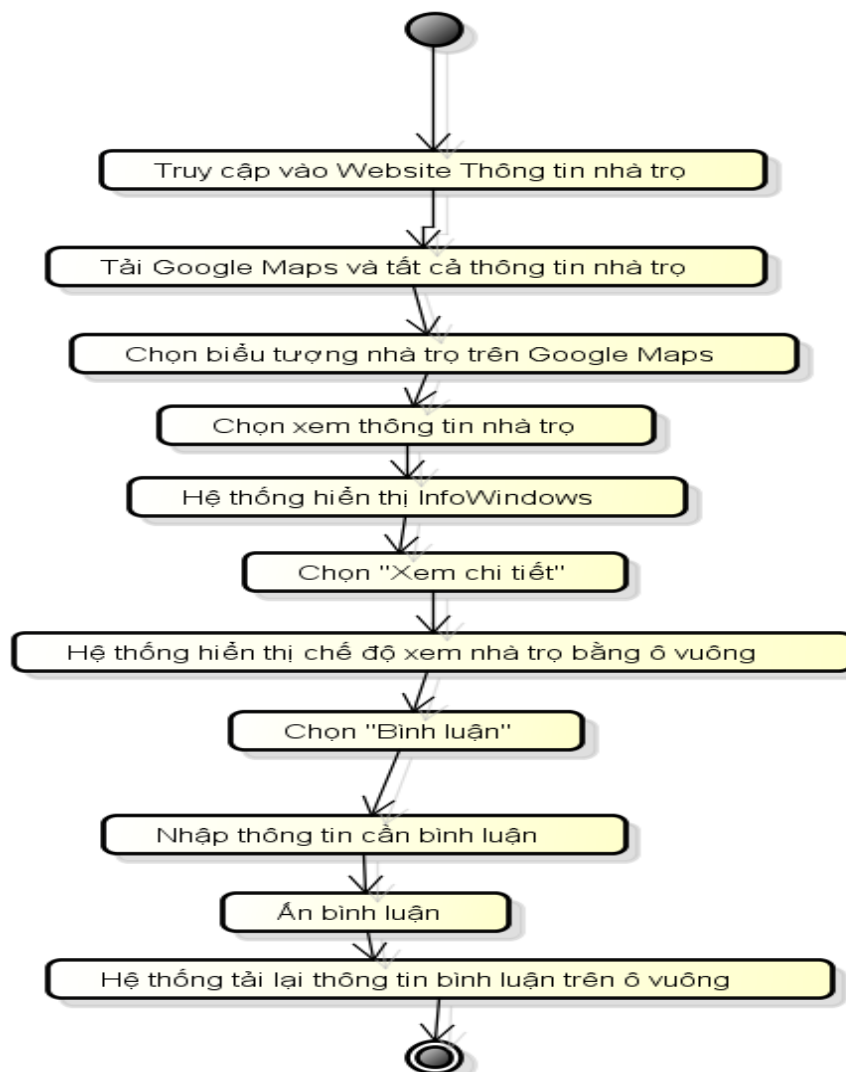 Truy cập vào Website Thông tin nhà trọ
Tải Google Maps và tất cả thông tin nhà trọ
Chọn biểu tượng nhà trọ trên Google Maps
Chọn xem thông tin nhà trọ
Hệ thống hiển thị InfoWindows
Chọn "Xem chi tiết"
Hệ thống hiển thị chế độ xem nhà trọ bằng ô vuông
Chọn "Bình luận"
Nhập thông tin cần bình luận
Ấn bình luận
Hệ thống tải lại thông tin bình luận trên ô vuông